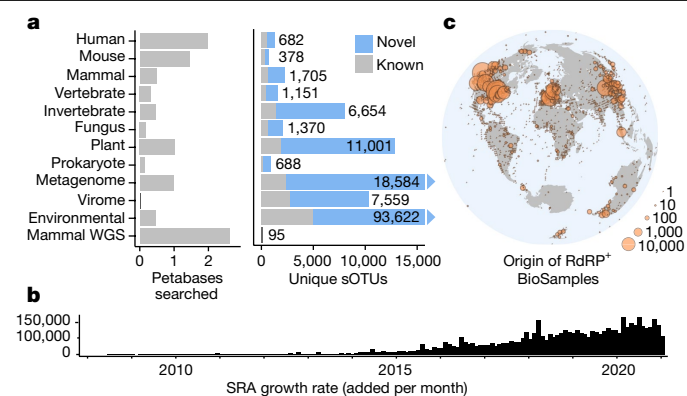 a
Human
Mouse
Mammal
Vertebrate
Invertebrate
Fungus
Plant
Prokaryote
Metagenome
Virome
Environmental
Mammal WGS
0 1 2
Petabases
searched
682
378
1,705
1,151
6,654
1,370
11,001
688
18,584
7,559
93,622
95
Novel
Known
0 5,000 10,000 15,000
Unique sOTUs
c
1
10
100
1,000
10,000
Origin of RdRP+
BioSamples
b
150,000
100,000
0
2010 2015 2020
SRA growth rate (added per month)